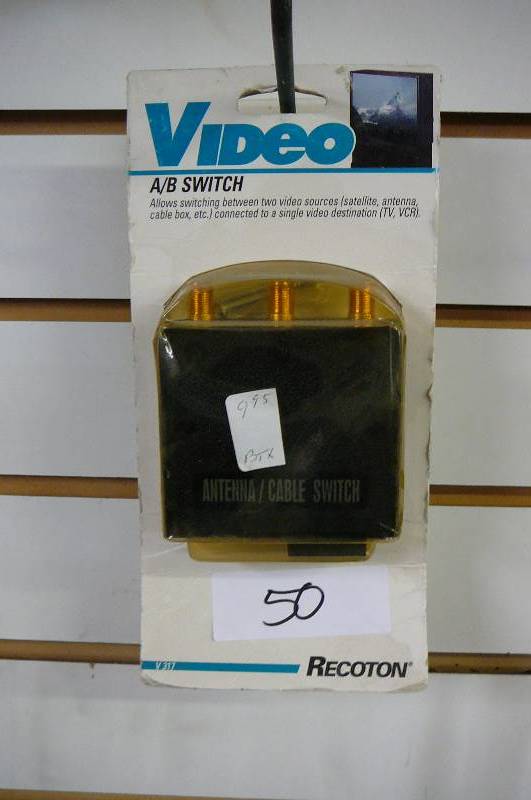 VIDEO
A/B SWITCH
Allows switching between two video sources (satellite, antenna,
cable box, etc.) connected to a single video destination (TV, VCR).
995
BTX
ANTENNA / CABLE SWITCH
50
V 317
RECOTON®